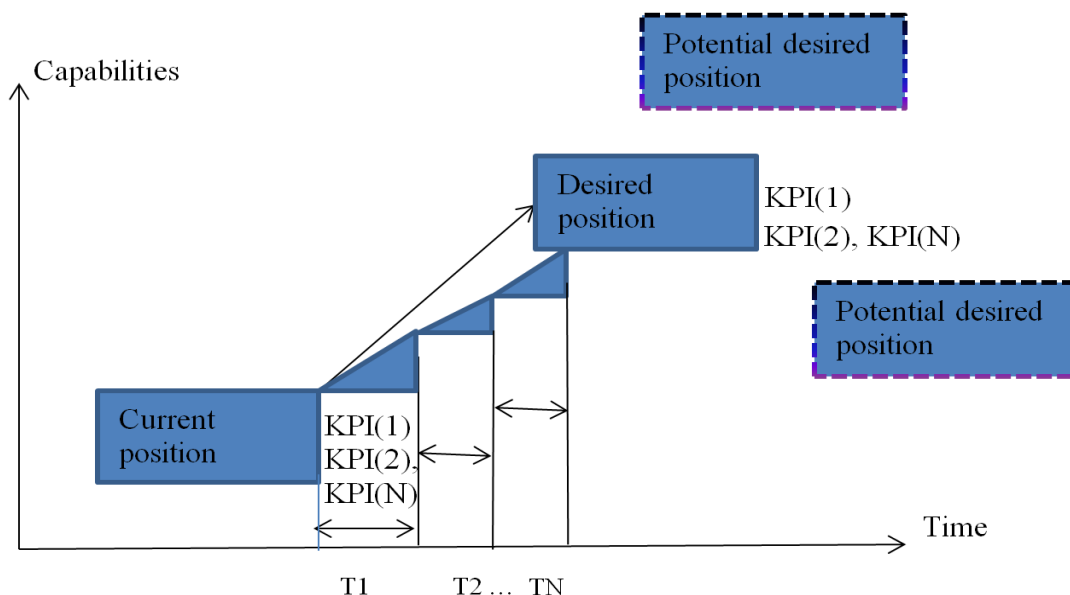 Potential desired
position
Capabilities
Desired
position
KPI(1)
KPI(2), KPI(N)
Potential desired
position
Current
position
KPI(1)
KPI(2),
KPI(N)
Time
T1
T2 ... TN